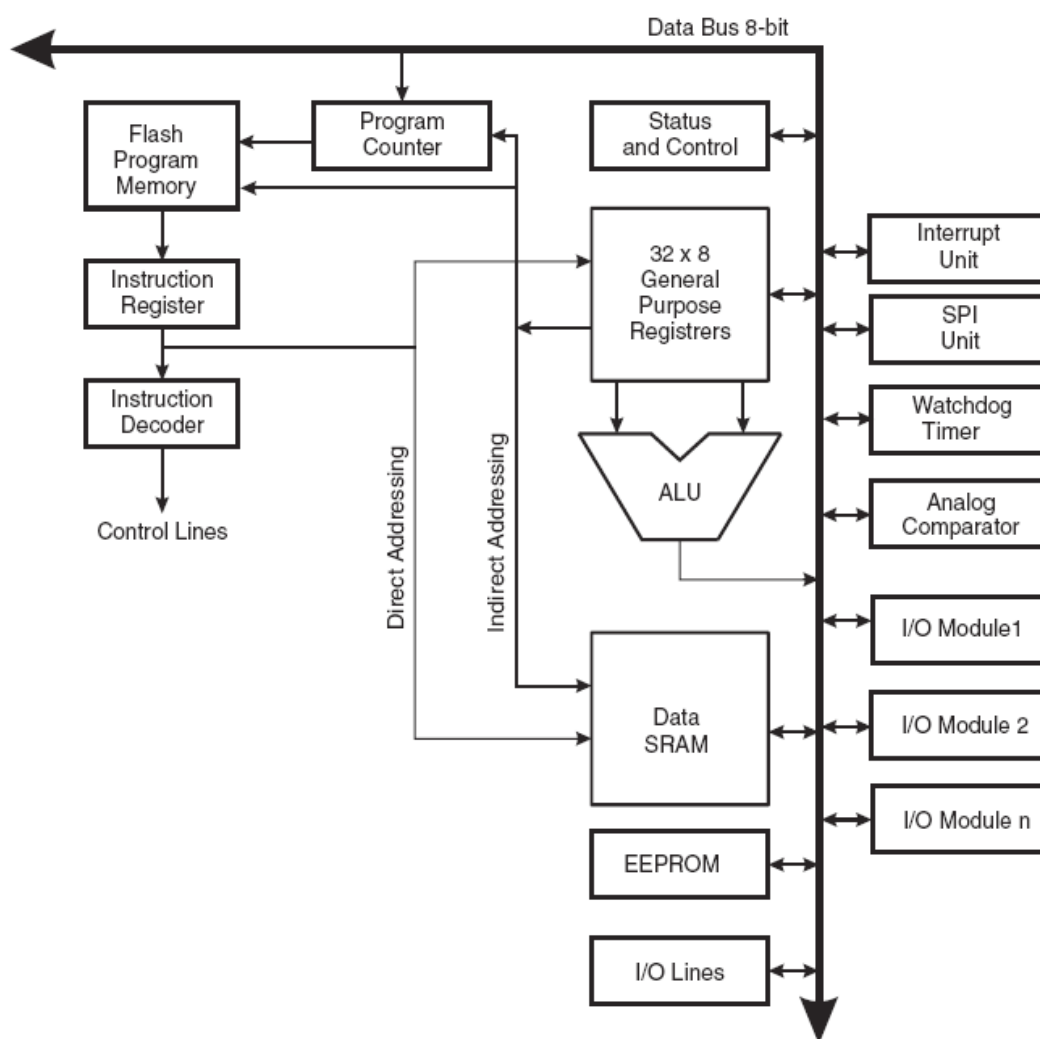 Data Bus 8-bit
Flash
Program
Memory
Program
Counter
Status
and Control
Instruction
Register
32 x 8
General
Purpose
Registrers
Interrupt
Unit
SPI
Unit
Instruction
Decoder
Watchdog
Timer
Control Lines
Direct Addressing
Indirect Addressing
ALU
Analog
Comparator
I/O Module1
Data
SRAM
I/O Module 2
I/O Module n
EEPROM
I/O Lines